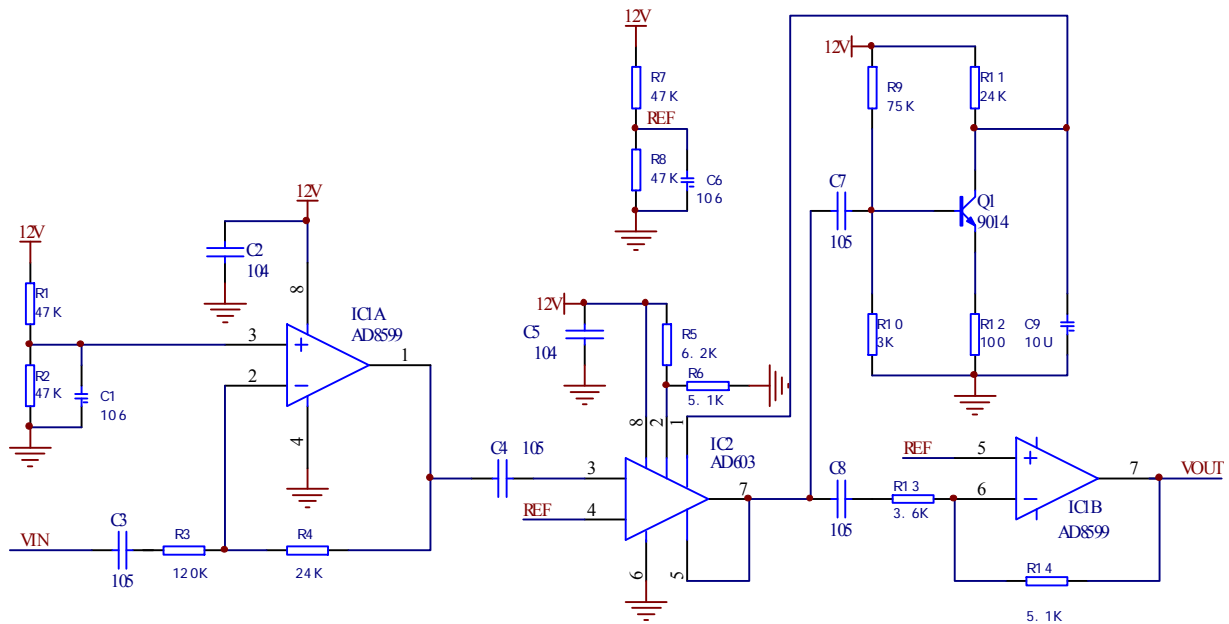 12V
R1
47K
R2
47K
C1
106
12V
C2
104
8
IC1A
AD8599
3
2
1
4
VIN
C3
105
R3
120K
R4
24K
C4
105
12V
R7
47K
REF
R8
47K
C6
106
12V
C5
104
R5
6.2K
R6
5.1K
8
2
1
IC2
AD603
3
REF
4
7
6
5
12V
R9
75K
R11
24K
C7
105
Q1
9014
R10
3K
R12
100
C9
10U
C8
105
R13
3.6K
REF
5
6
7
VOUT
IC1B
AD8599
R14
5.1K